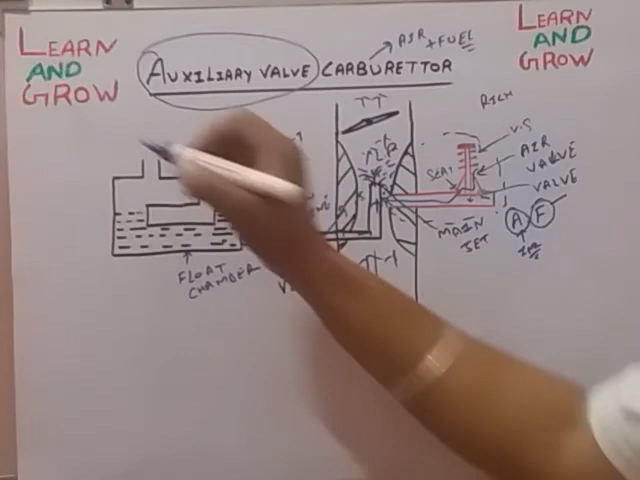 LEARN
AND
GROW
AUXILIARY VALVE CARBURETTOR
AIR + FUEL
LEARN
AND
GROW
RICH
V.S
AIR
VALVE
SEAT
VALVE
A F
MAIN
JET
FLOAT
CHAMBER